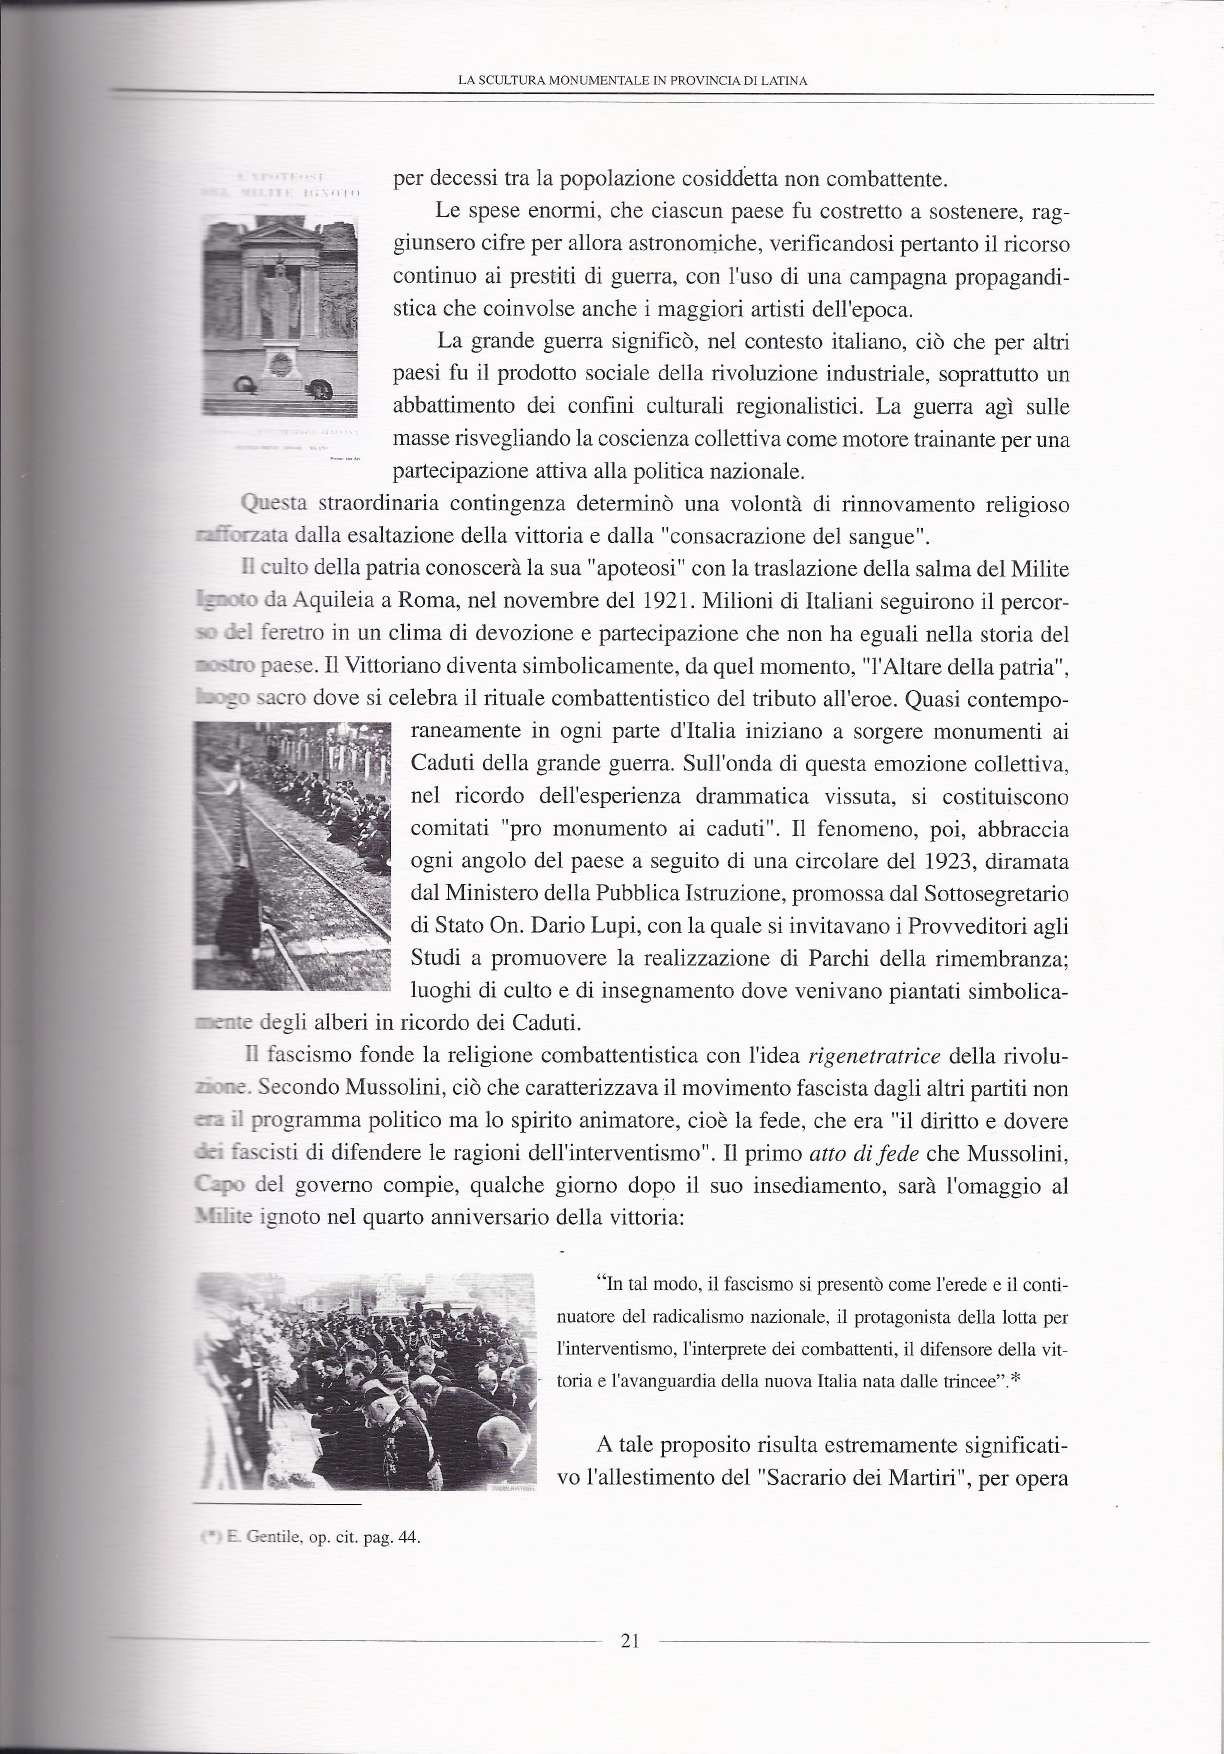 LA SCULTURA MONUMENTALE IN PROVINCIA DI LATINA
L'APOTEOSI
DEL MILITE IGNOTO
per decessi tra la popolazione cosiddetta non combattente.
Le spese enormi, che ciascun paese fu costretto a sostenere, rag-
giunsero cifre per allora astronomiche, verificandosi pertanto il ricorso
continuo ai prestiti di guerra, con l'uso di una campagna propagandi-
stica che coinvolse anche i maggiori artisti dell'epoca.
La grande guerra significò, nel contesto italiano, ciò che per altri
paesi fu il prodotto sociale della rivoluzione industriale, soprattutto un
abbattimento dei confini culturali regionalistici. La guerra agì sulle
masse risvegliando la coscienza collettiva come motore trainante per una
partecipazione attiva alla politica nazionale.
Questa straordinaria contingenza determinò una volontà di rinnovamento religioso
rafforzata dalla esaltazione della vittoria e dalla "consacrazione del sangue".
Il culto della patria conoscerà la sua "apoteosi" con la traslazione della salma del Milite
Ignoto da Aquileia a Roma, nel novembre del 1921. Milioni di Italiani seguirono il percor-
so del feretro in un clima di devozione e partecipazione che non ha eguali nella storia del
nostro paese. Il Vittoriano diventa simbolicamente, da quel momento, "l'Altare della patria",
luogo sacro dove si celebra il rituale combattentistico del tributo all'eroe. Quasi contempo-
raneamente in ogni parte d'Italia iniziano a sorgere monumenti ai
Caduti della grande guerra. Sull'onda di questa emozione collettiva,
nel ricordo dell'esperienza drammatica vissuta, si costituiscono
comitati "pro monumento ai caduti". Il fenomeno, poi, abbraccia
ogni angolo del paese a seguito di una circolare del 1923, diramata
dal Ministero della Pubblica Istruzione, promossa dal Sottosegretario
di Stato On. Dario Lupi, con la quale si invitavano i Provveditori agli
Studi a promuovere la realizzazione di Parchi della rimembranza;
luoghi di culto e di insegnamento dove venivano piantati simbolica-
mente degli alberi in ricordo dei Caduti.
Il fascismo fonde la religione combattentistica con l'idea rigenetratrice della rivolu-
zione. Secondo Mussolini, ciò che caratterizzava il movimento fascista dagli altri partiti non
era il programma politico ma lo spirito animatore, cioè la fede, che era "il diritto e dovere
dei fascisti di difendere le ragioni dell'interventismo". Il primo atto di fede che Mussolini,
Capo del governo compie, qualche giorno dopo il suo insediamento, sarà l'omaggio al
Milite ignoto nel quarto anniversario della vittoria:
“In tal modo, il fascismo si presentò come l'erede e il conti-
nuatore del radicalismo nazionale, il protagonista della lotta per
l'interventismo, l'interprete dei combattenti, il difensore della vit-
toria e l'avanguardia della nuova Italia nata dalle trincee”.*
A tale proposito risulta estremamente significati-
vo l'allestimento del "Sacrario dei Martiri", per opera
(*) E. Gentile, op. cit. pag. 44.
21